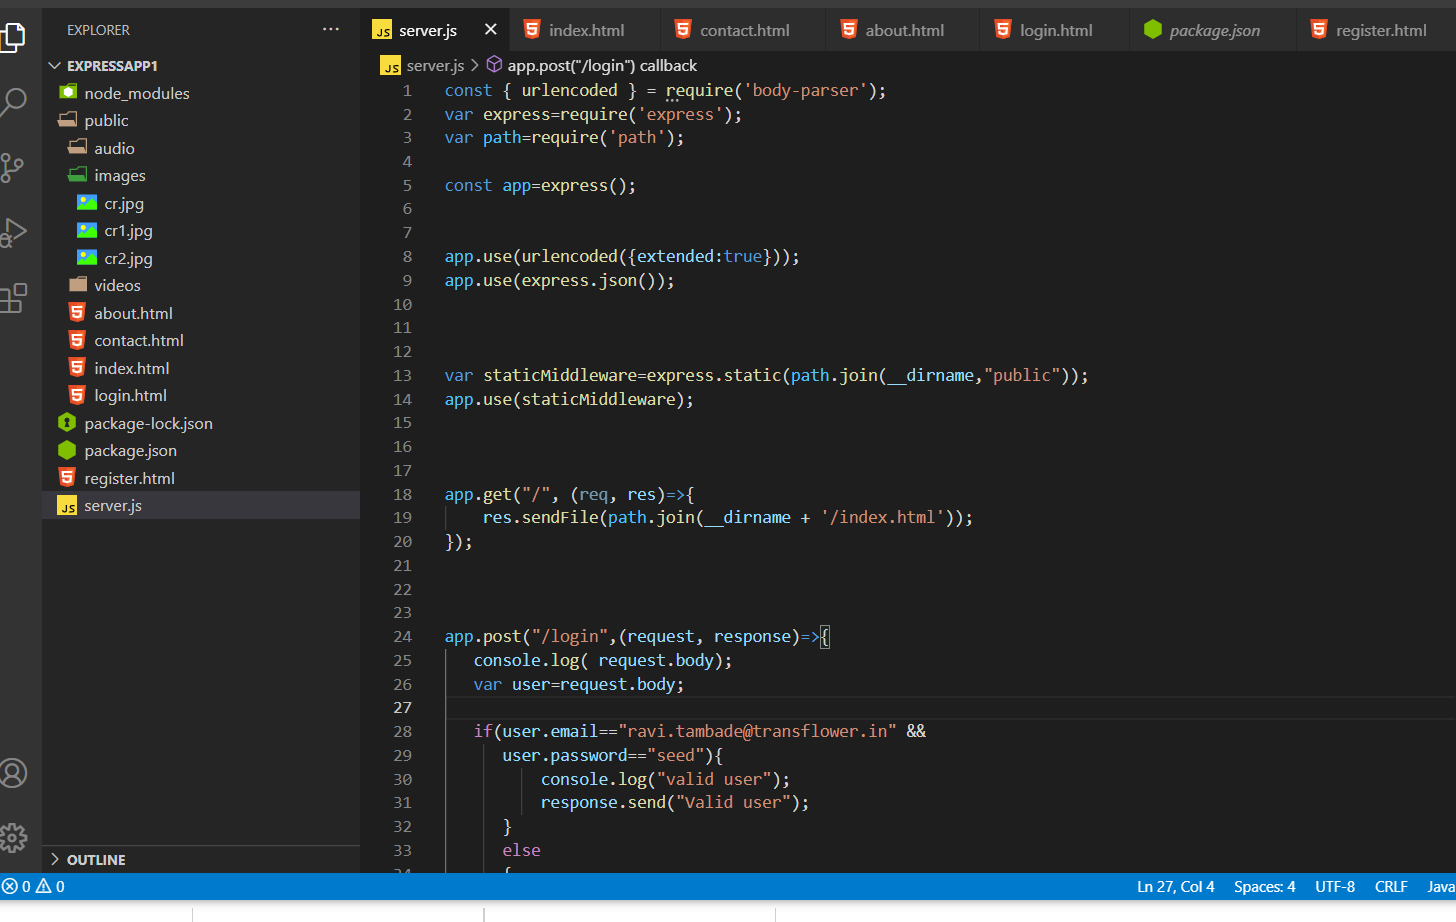 EXPLORER
EXPRESSAPP1
node_modules
public
audio
images
cr.jpg
cr1.jpg
cr2.jpg
videos
about.html
contact.html
index.html
login.html
package-lock.json
package.json
register.html
JS server.js
OUTLINE
JS server.js
index.html
contact.html
about.html
login.html
package.json
register.html
JS server.js > app.post("/login") callback
1 const { urlencoded } = require('body-parser');
2 var express=require('express');
3 var path=require('path');
4
5 const app=express();
6
7
8 app.use(urlencoded({extended:true}));
9 app.use(express.json());
10
11
12
13 var staticMiddleware=express.static(path.join(__dirname,"public"));
14 app.use(staticMiddleware);
15
16
17
18 app.get("/", (req, res)=>{
19 res.sendFile(path.join(__dirname + '/index.html'));
20 });
21
22
23
24 app.post("/login",(request, response)=>{
25 console.log( request.body);
26 var user=request.body;
27
28 if(user.email=="ravi.tambade@transflower.in" &&
29 user.password=="seed"){
30 console.log("valid user");
31 response.send("Valid user");
32 }
33 else
0 0
Ln 27, Col 4 Spaces: 4 UTF-8 CRLF Java